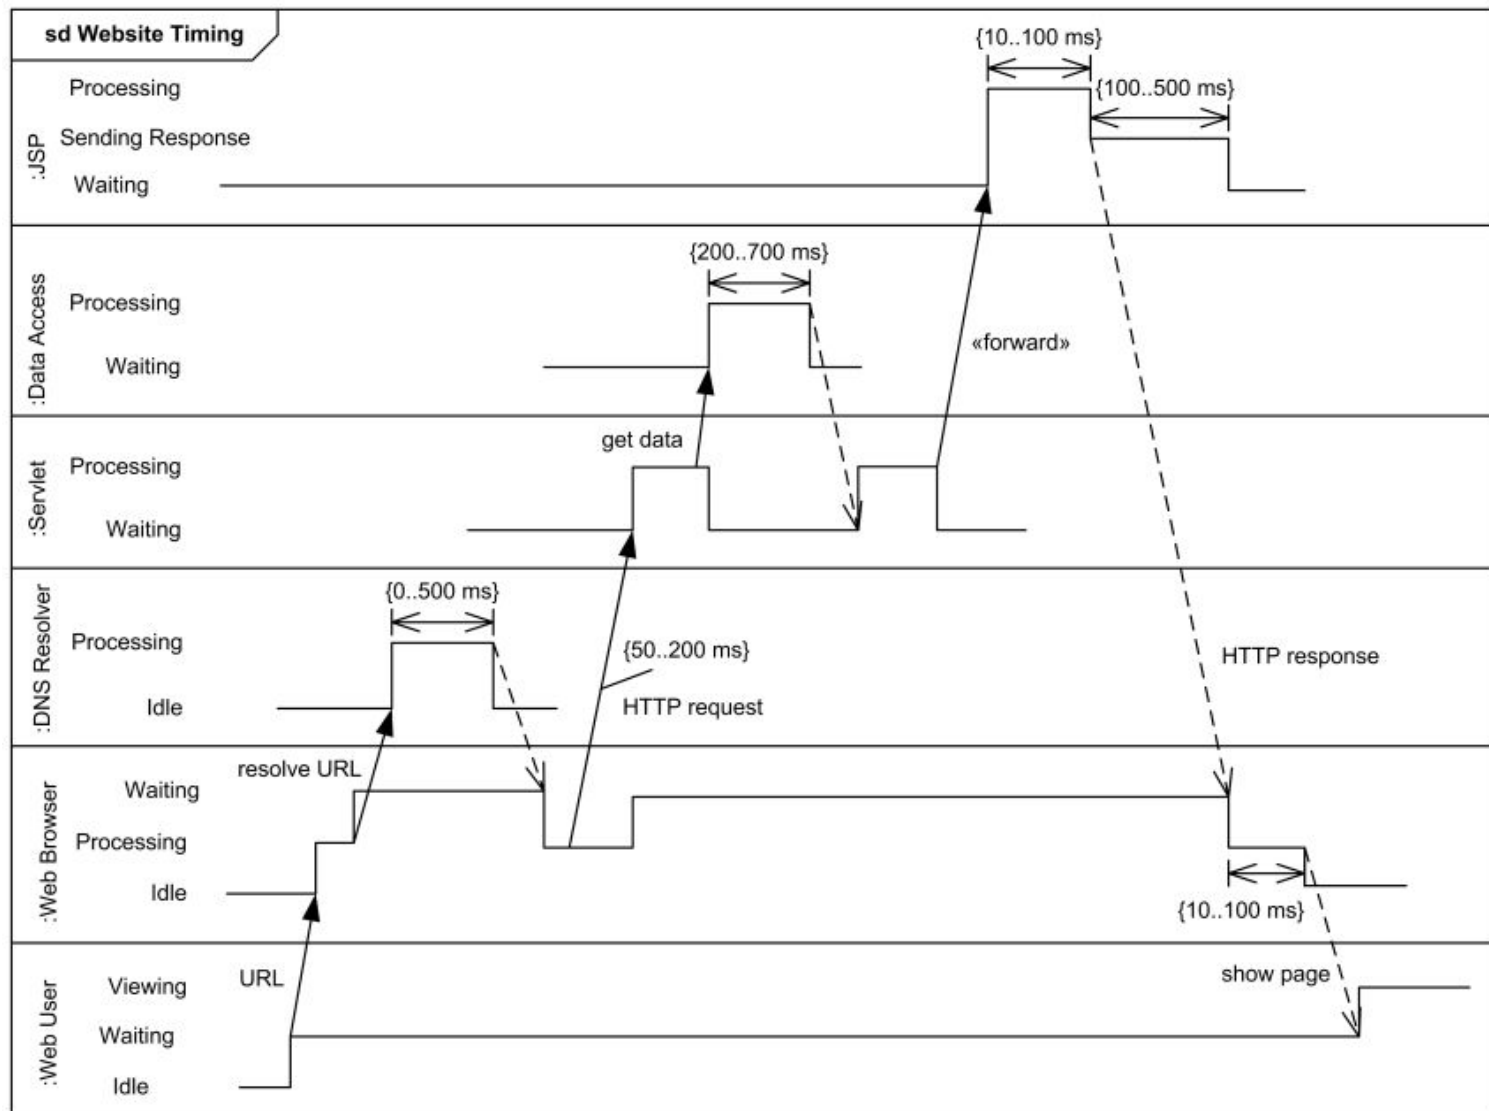 sd Website Timing
{10..100 ms}
Processing
{100..500 ms}
Sending Response
:JSP
Waiting
{200..700 ms}
Processing
:Data Access
«forward»
Waiting
get data
Processing
:Servlet
Waiting
{0..500 ms}
Processing
{50..200 ms}
HTTP response
:DNS Resolver
Idle
HTTP request
resolve URL
Waiting
Processing
:Web Browser
Idle
{10..100 ms}
Viewing
URL
show page
Waiting
:Web User
Idle